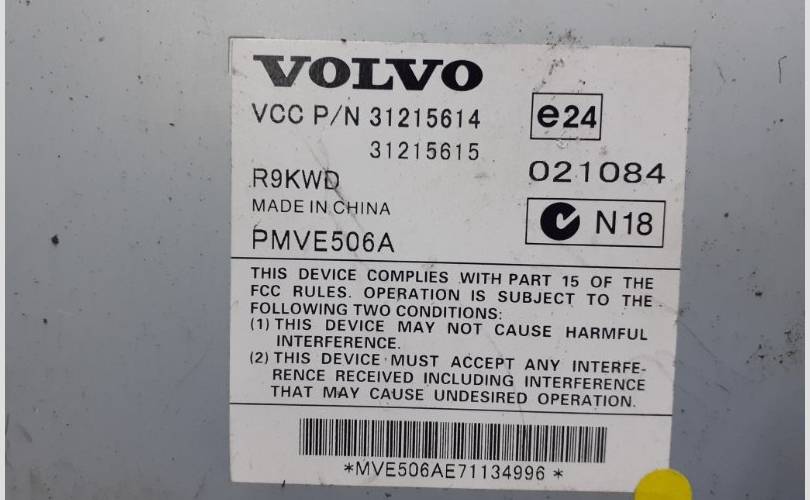 VOLVO
VCC P/N 31215614
31215615
e24
R9KWD
021084
MADE IN CHINA
N18
PMVE506A
THIS DEVICE COMPLIES WITH PART 15 OF THE
FCC RULES. OPERATION IS SUBJECT TO THE
FOLLOWING TWO CONDITIONS:
(1) THIS DEVICE MAY NOT CAUSE HARMFUL
INTERFERENCE.
(2) THIS DEVICE MUST ACCEPT ANY INTERFE-
RENCE RECEIVED INCLUDING INTERFERENCE
THAT MAY CAUSE UNDESIRED OPERATION.
*MVE506AE71134996*